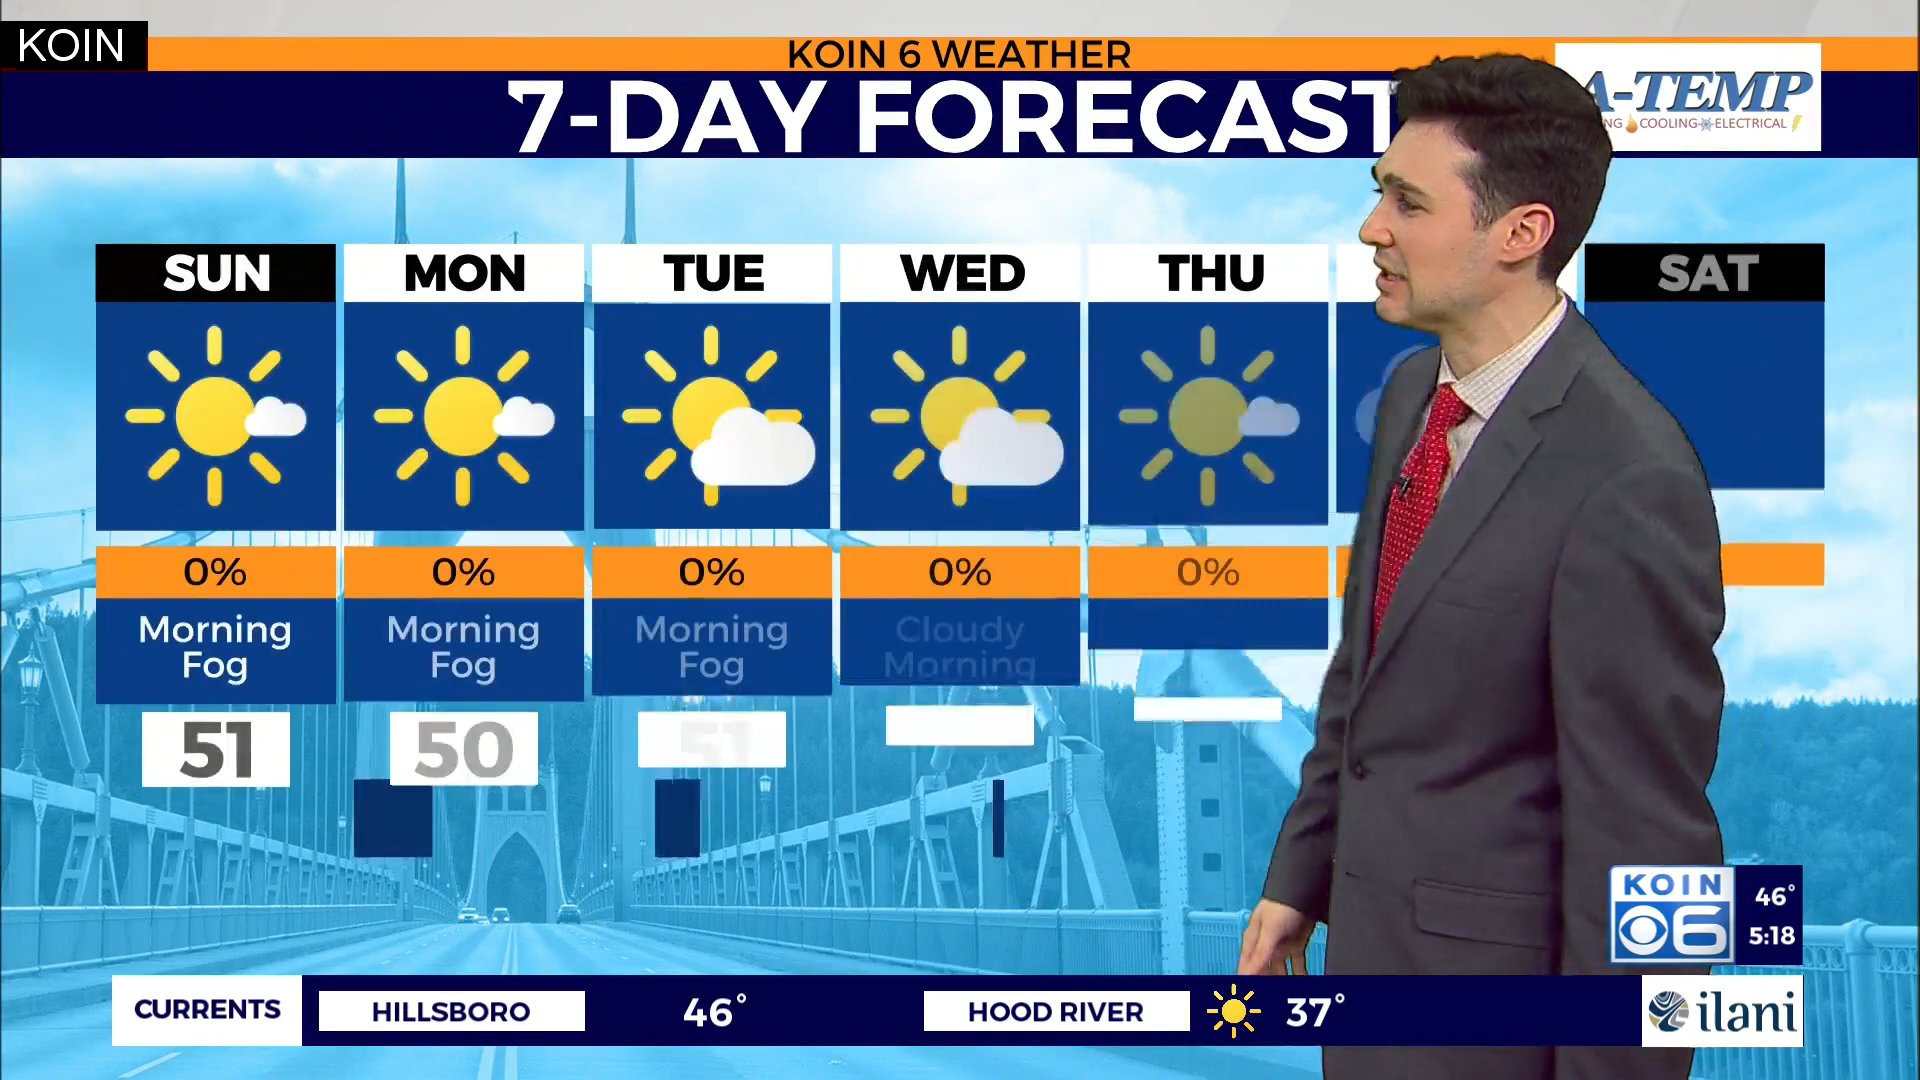 KOIN
KOIN 6 WEATHER
7-DAY FORECAST
A-TEMP
COOLING ELECTRICAL
SUN
MON
TUE
WED
THU
SAT
0%
0%
0%
0%
0%
Morning
Fog
Morning
Fog
Morning
Fog
Cloudy
Morning
51
50
51
KOIN
6
46°
5:18
CURRENTS
HILLSBORO
46°
HOOD RIVER
37°
ilani